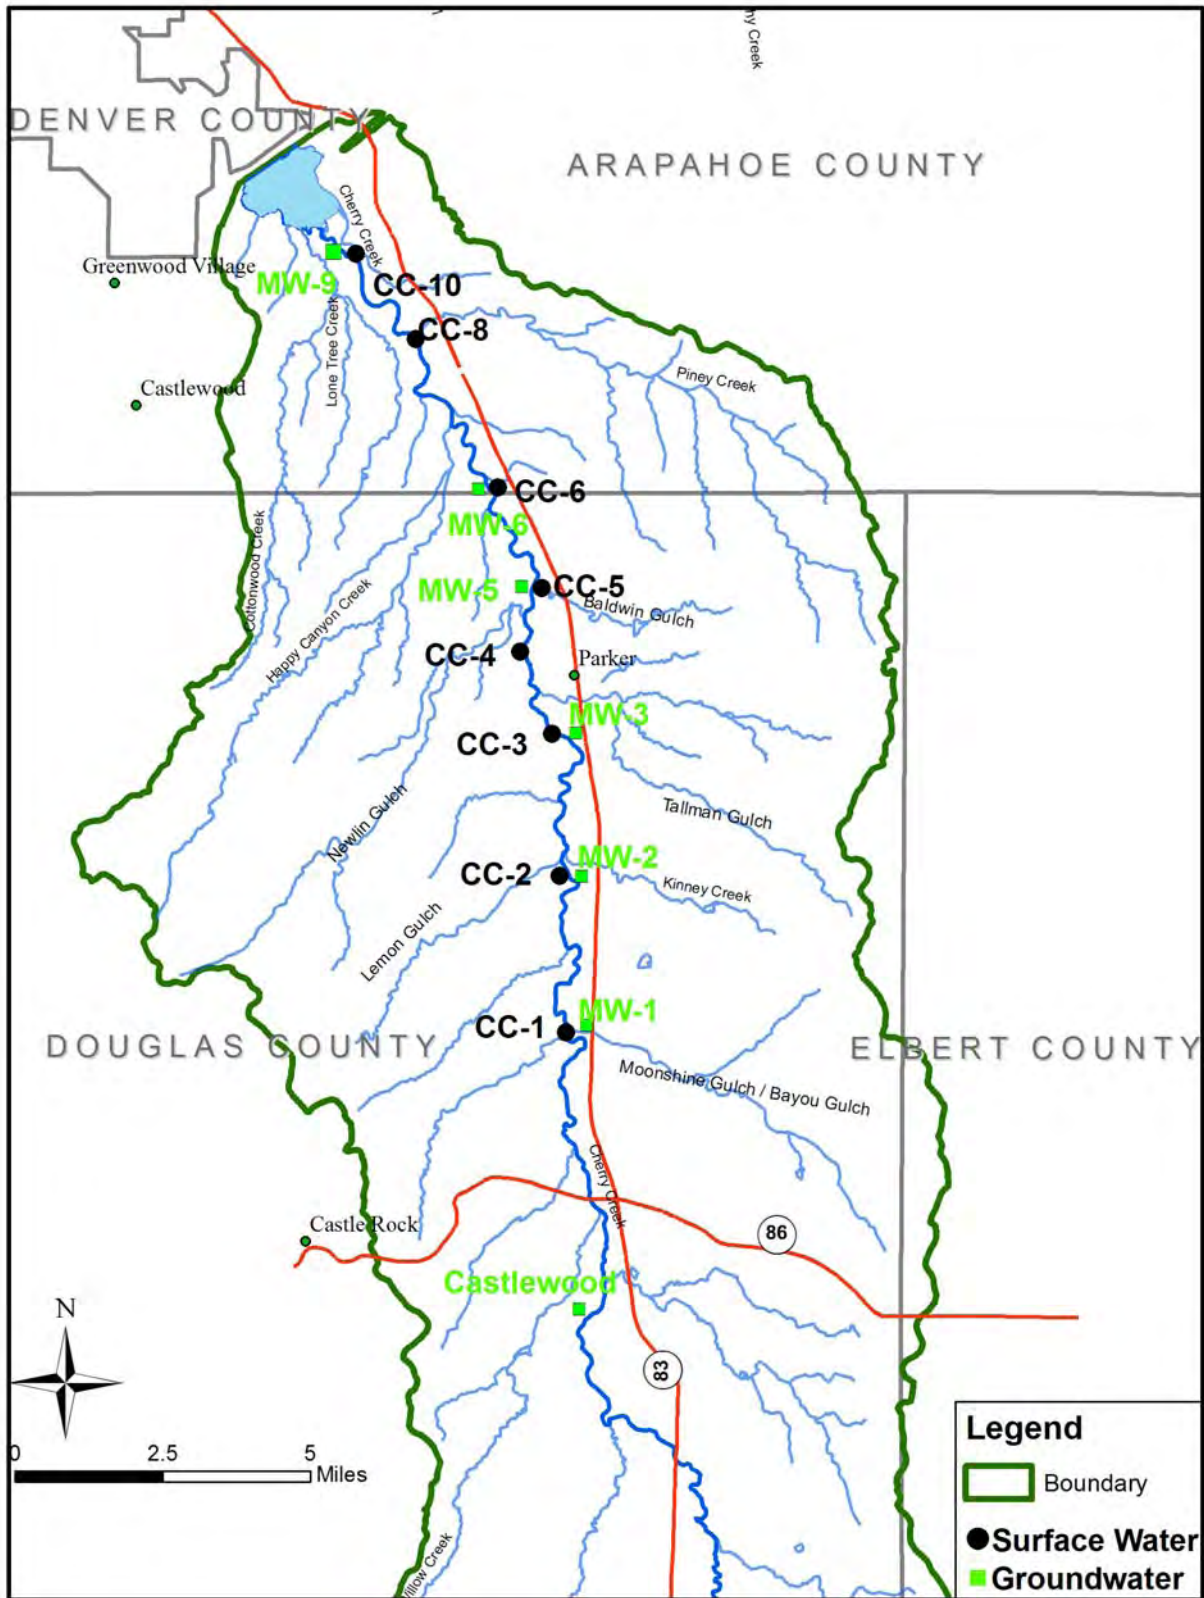 ny Creek
DENVER COUNTY
ARAPAHOE COUNTY
Cherry Creek
Greenwood Village
MW-9
CC-10
CC-8
Lone Tree Creek
Piney Creek
Castlewood
CC-6
MW-6
Cottonwood Creek
MW-5
CC-5
Baldwin Gulch
Happy Canyon Creek
CC-4
Parker
MW-3
CC-3
Newlin Gulch
Tallman Gulch
MW-2
CC-2
Kinney Creek
Lemon Gulch
MW-1
CC-1
DOUGLAS COUNTY
ELBERT COUNTY
Moonshine Gulch / Bayou Gulch
Cherry Creek
Castle Rock
86
Castlewood
N
83
0 2.5 5
Miles
Willow Creek
Legend
Boundary
Surface Water
Groundwater